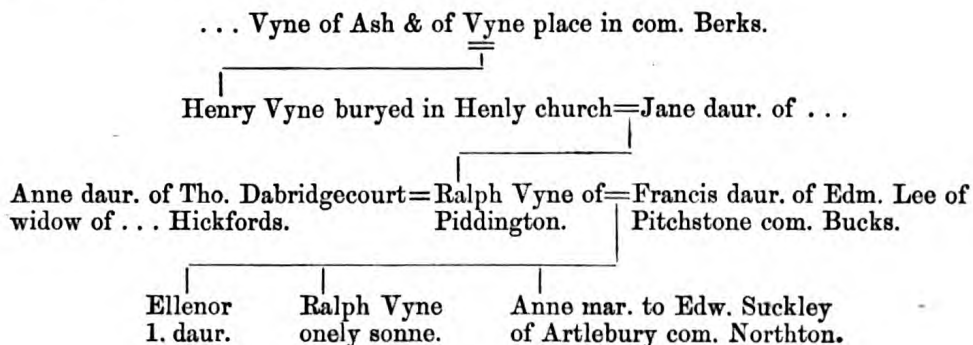 ... Vyne of Ash & of Vyne place in com. Berks.
Henry Vyne buryed in Henly church=Jane daur. of ...
Anne daur. of Tho. Dabridgecourt=Ralph Vyne of=Francis daur. of Edm. Lee of
widow of ... Hickfords. Piddington. Pitchstone com. Bucks.
Ellenor Ralph Vyne Anne mar. to Edw. Suckley
1. daur. onely sonne. of Artlebury com. Northton.